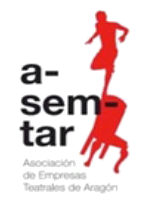 a-
sem-
tar
Asociación
de Empresas
Teatrales de Aragón